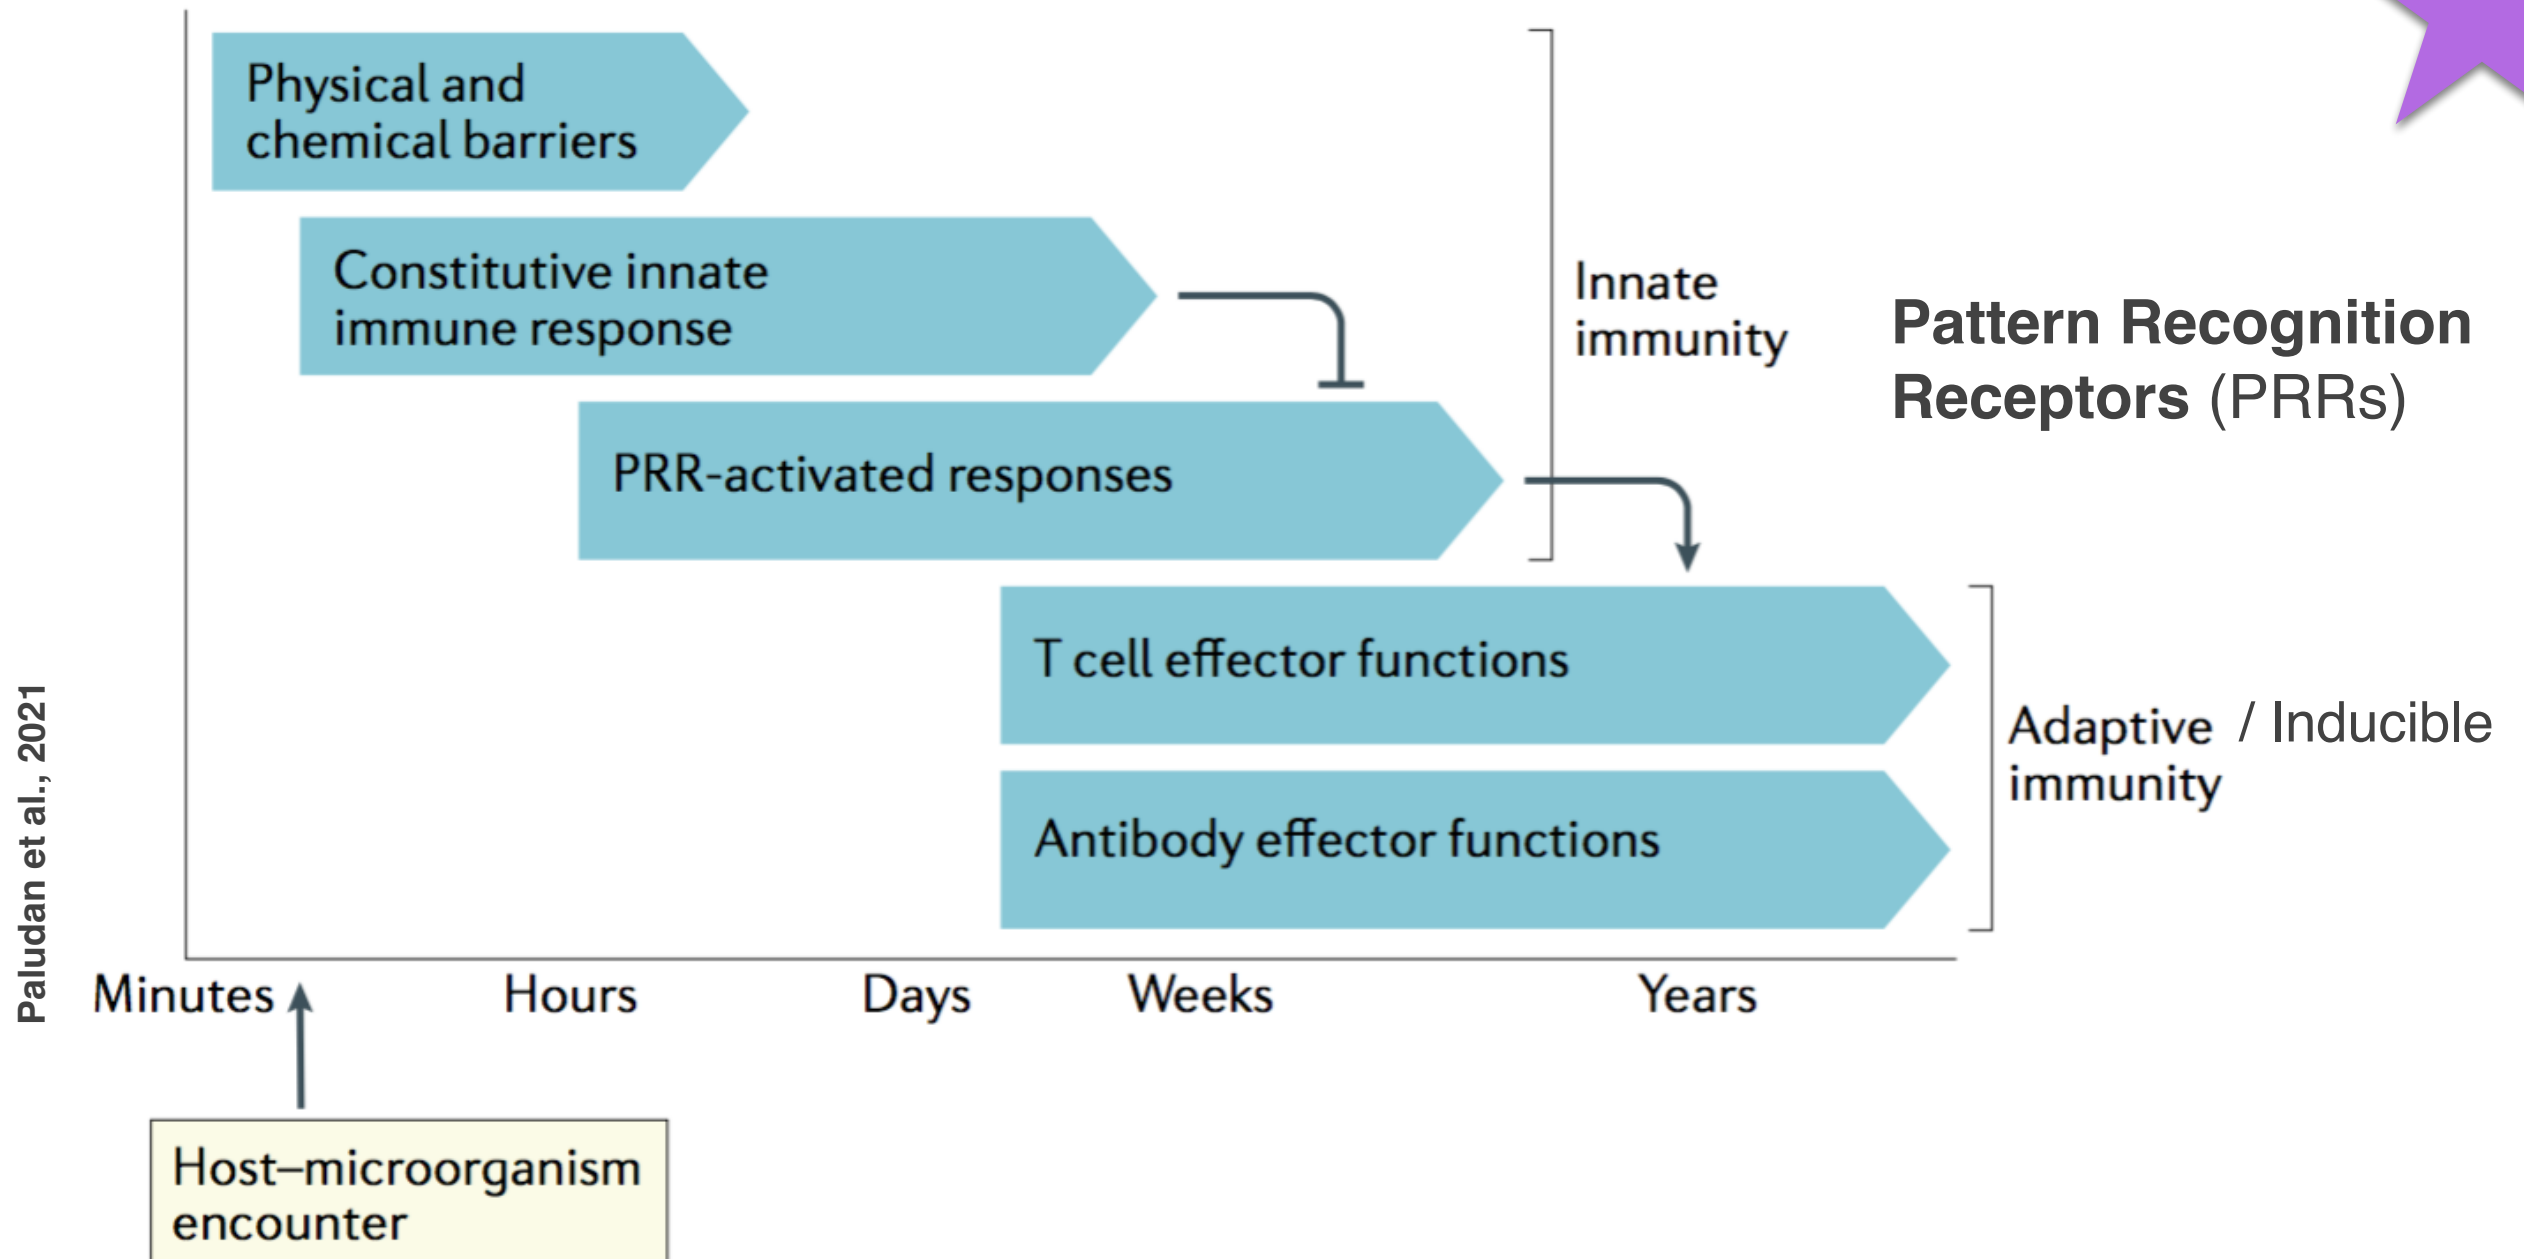 Physical and
chemical barriers
Constitutive innate
immune response
Innate
immunity
Pattern Recognition
Receptors (PRRs)
PRR-activated responses
T cell effector functions
Adaptive / Inducible
immunity
Antibody effector functions
Paludan et al., 2021
Minutes Hours Days Weeks Years
Host–microorganism
encounter